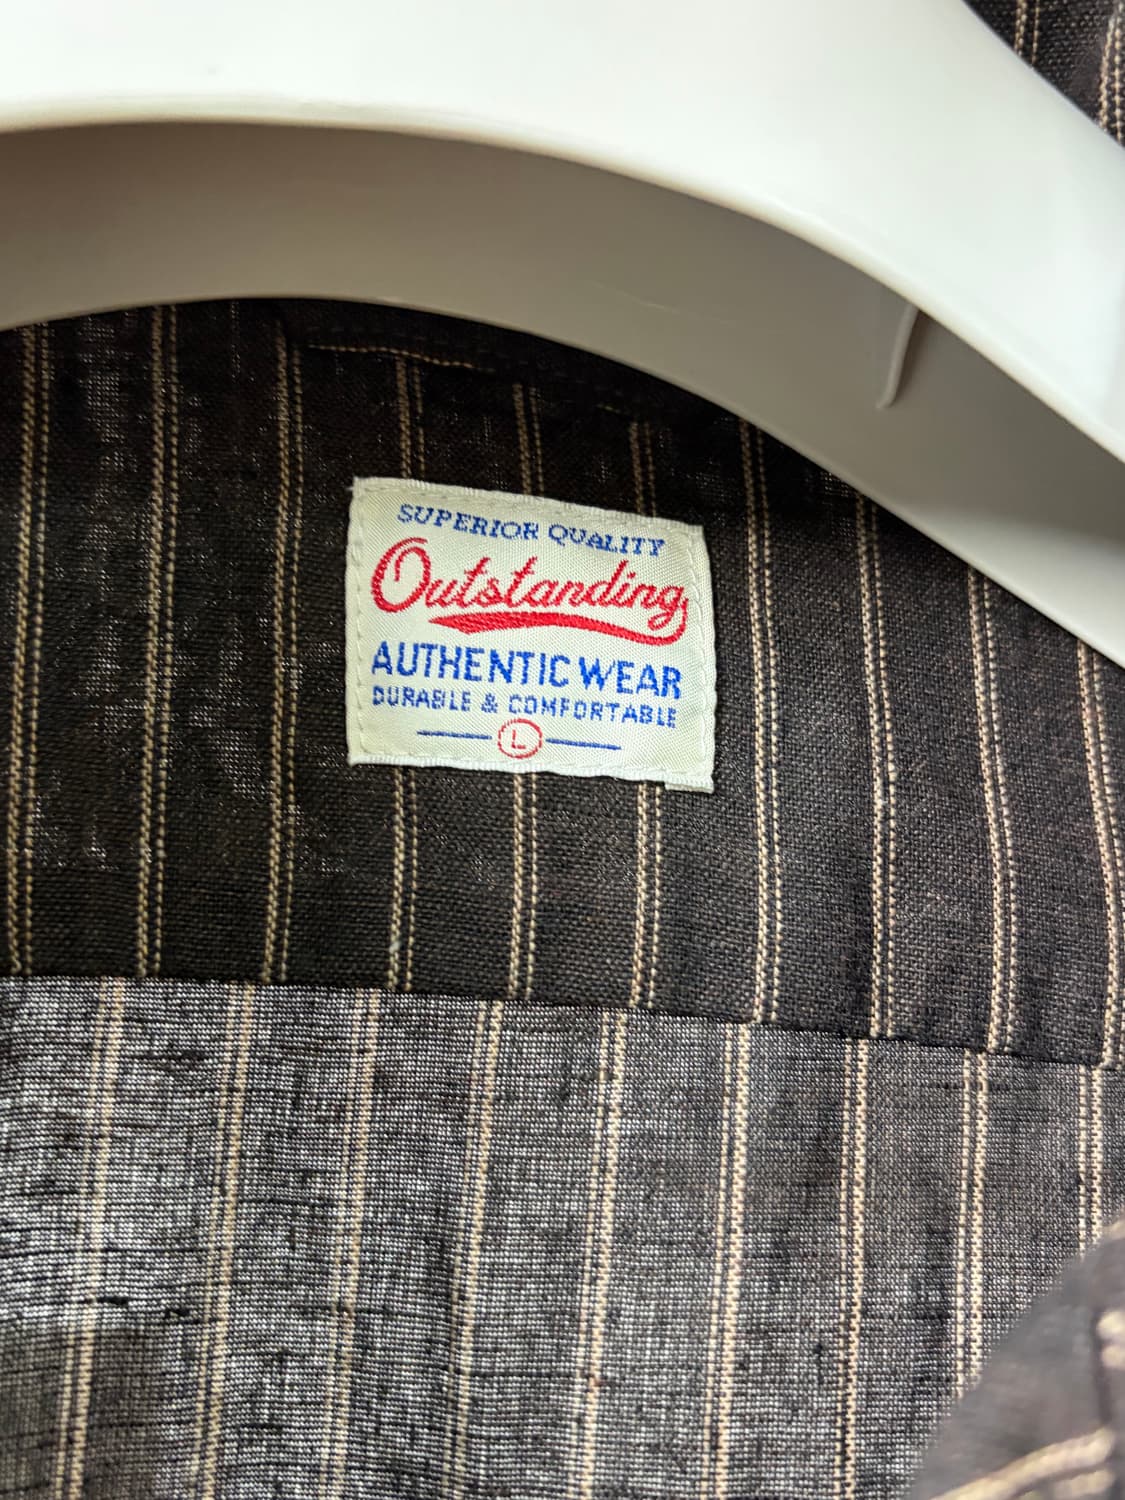 SUPERIOR QUALITY
Outstanding
AUTHENTIC WEAR
DURABLE & COMFORTABLE
L